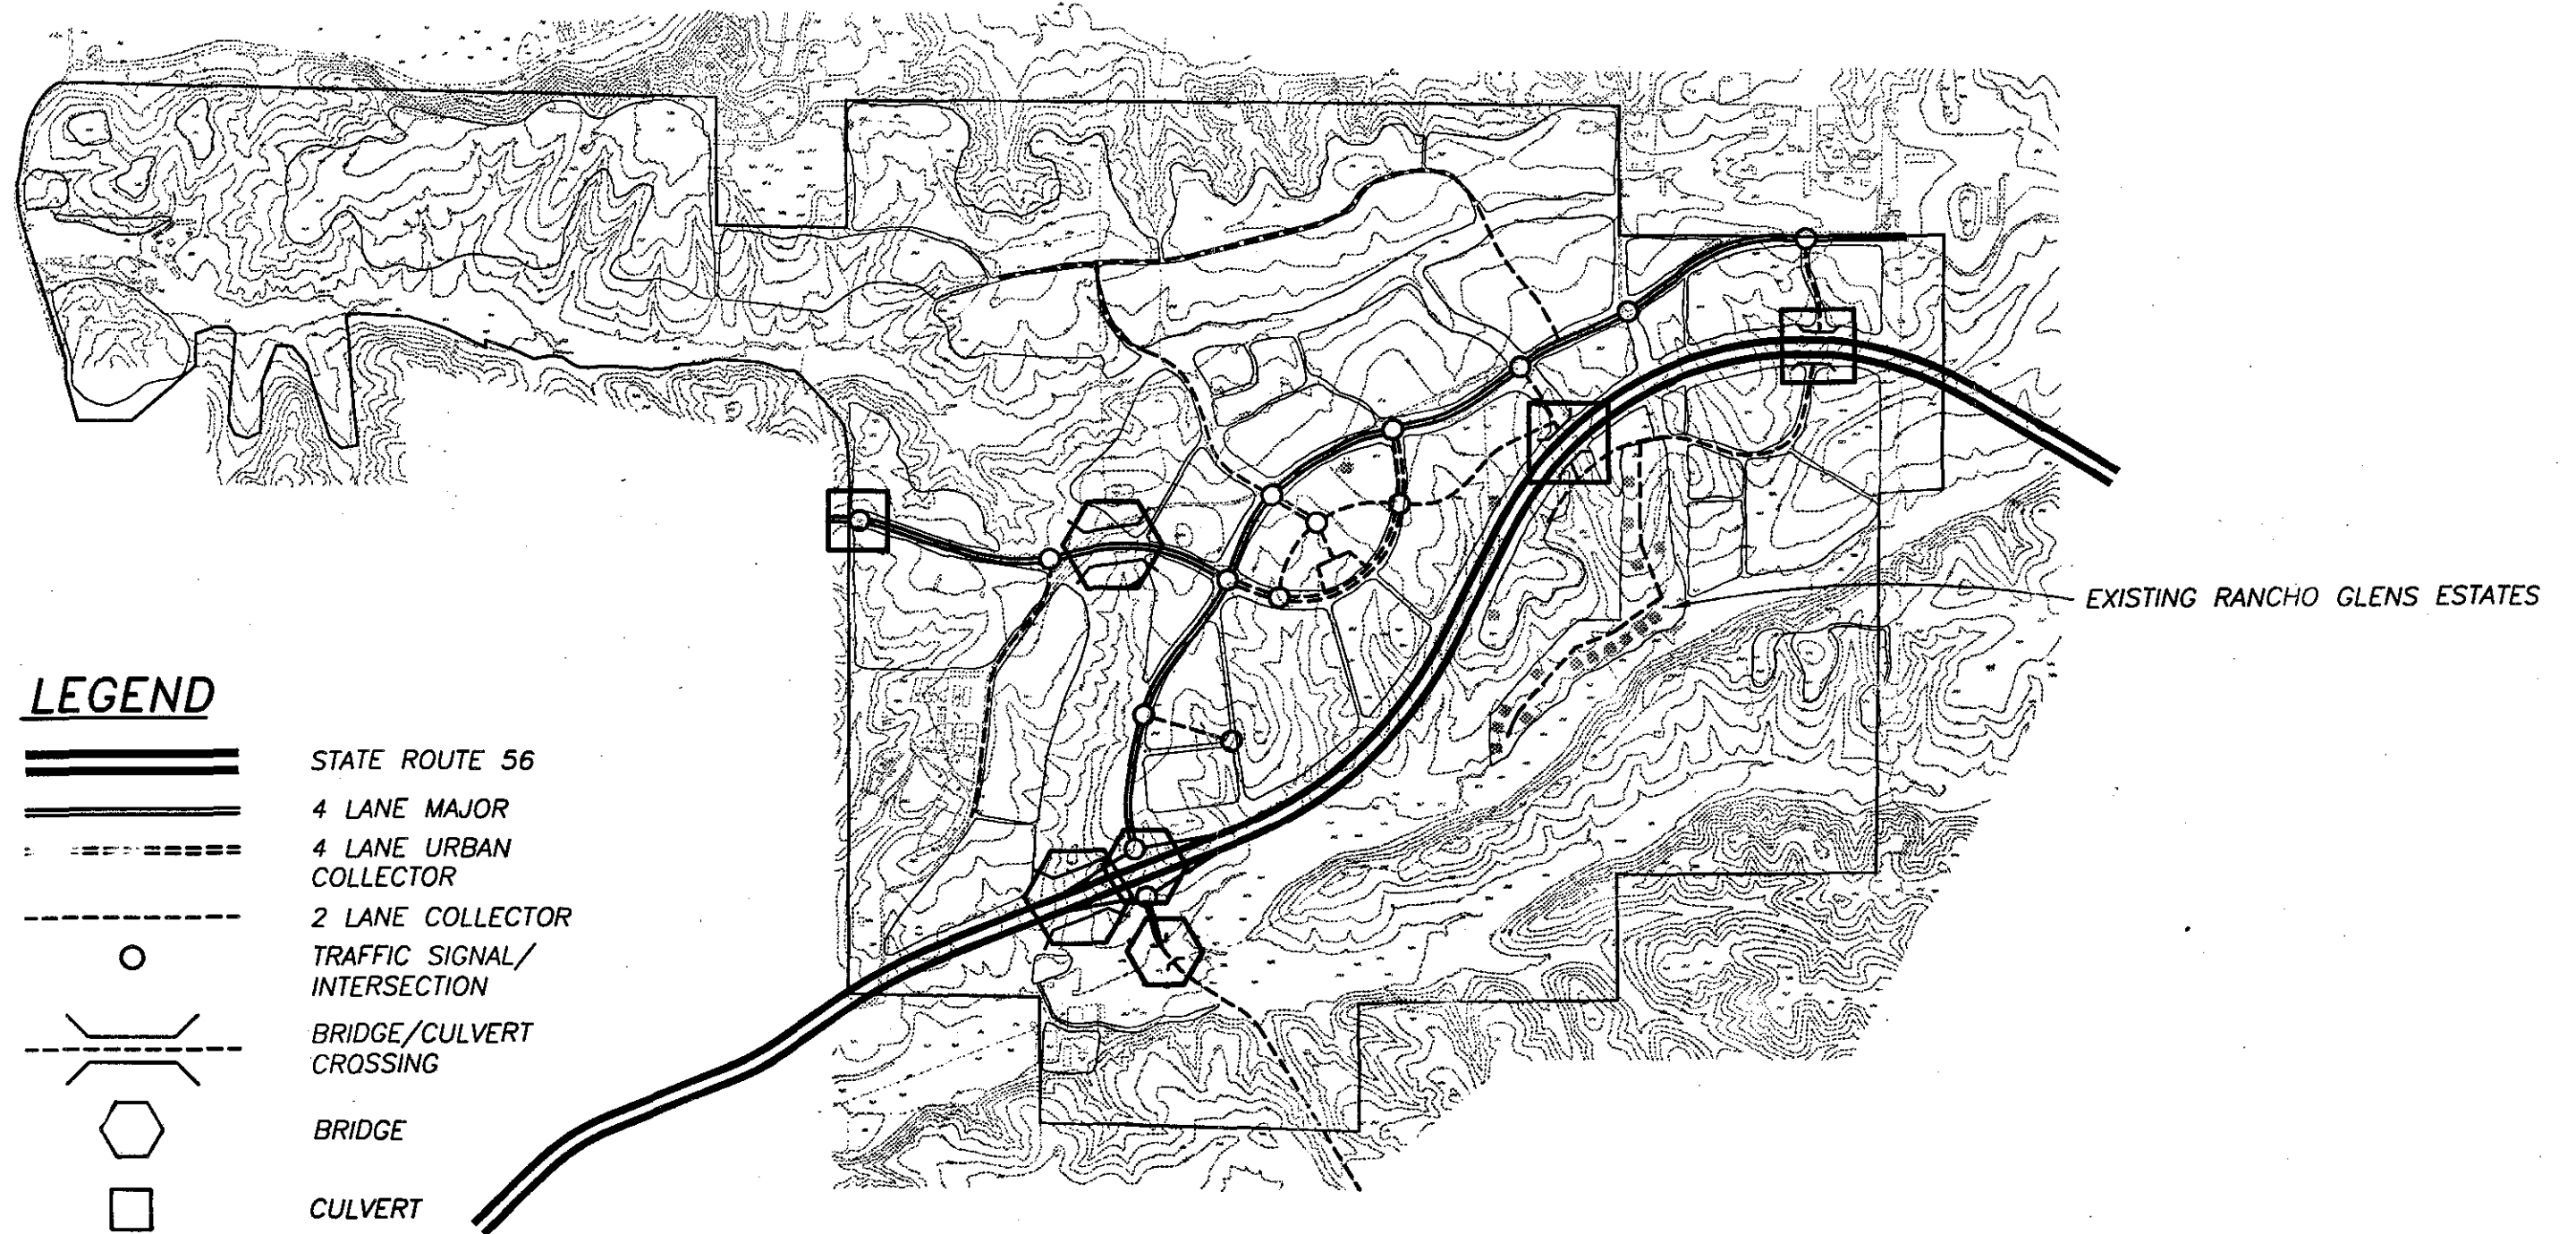 EXISTING RANCHO GLENS ESTATES
LEGEND
STATE ROUTE 56
4 LANE MAJOR
4 LANE URBAN
COLLECTOR
2 LANE COLLECTOR
TRAFFIC SIGNAL/
INTERSECTION
BRIDGE/CULVERT
CROSSING
BRIDGE
CULVERT